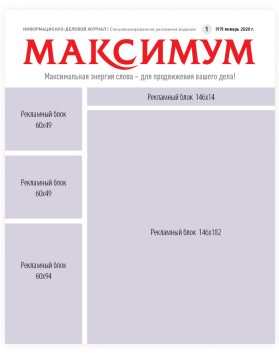 ИНФОРМАЦИОННО-ДЕЛОВОЙ ЖУРНАЛ / Специализированное рекламное издание 1 (97) январь 2020 г.
МАКСИМУМ
Максимальная энергия слова – для продвижения вашего дела!
Рекламный блок
60x49
Рекламный блок 146x14
Рекламный блок
60x49
Рекламный блок 146x182
Рекламный блок
60x94